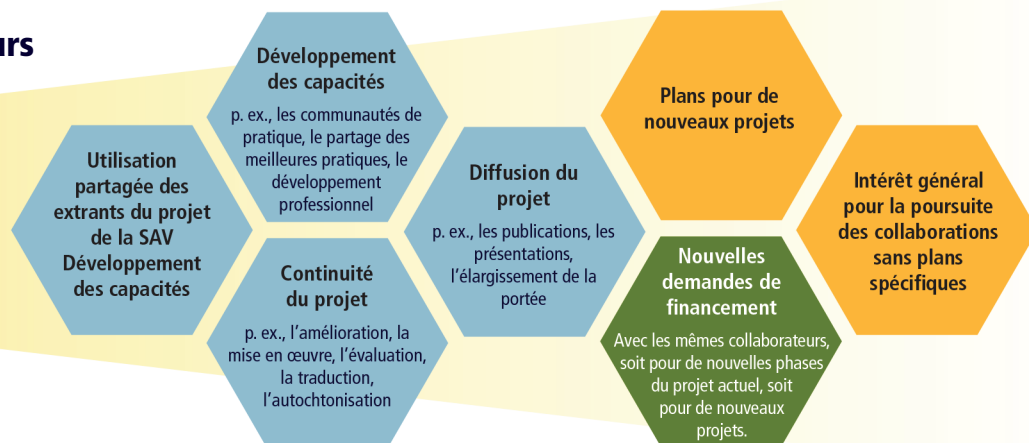 Développement
des capacités
p. ex., les communautés de
pratique, le partage des
meilleures pratiques, le
développement
professionnel
Utilisation
partagée des
extrants du projet
de la SAV
Développement
des capacités
Continuité
du projet
p. ex., l'amélioration, la
mise en œuvre, l'évaluation,
la traduction,
l'autochtonisation
Diffusion du
projet
p. ex., les publications, les
présentations,
l'élargissement de la
portée
Plans pour de
nouveaux projets
Nouvelles
demandes de
financement
Avec les mêmes collaborateurs,
soit pour de nouvelles phases
du projet actuel, soit
pour de nouveaux
projets.
Intérêt général
pour la poursuite
des collaborations
sans plans
spécifiques